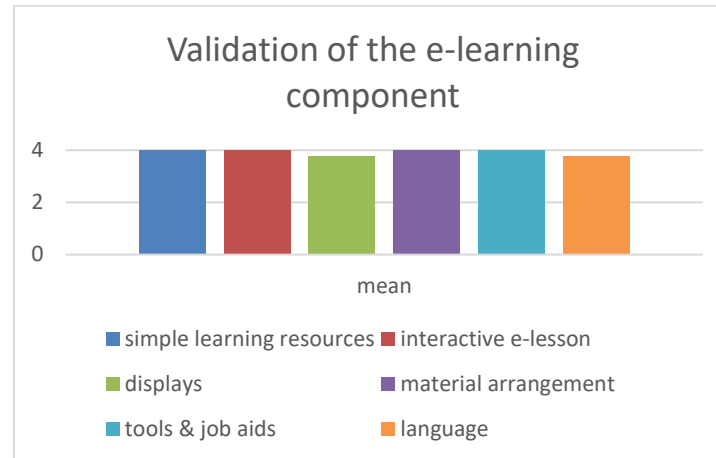 Validation of the e-learning
component
4
2
0
mean
simple learning resources interactive e-lesson
displays material arrangement
tools & job aids language